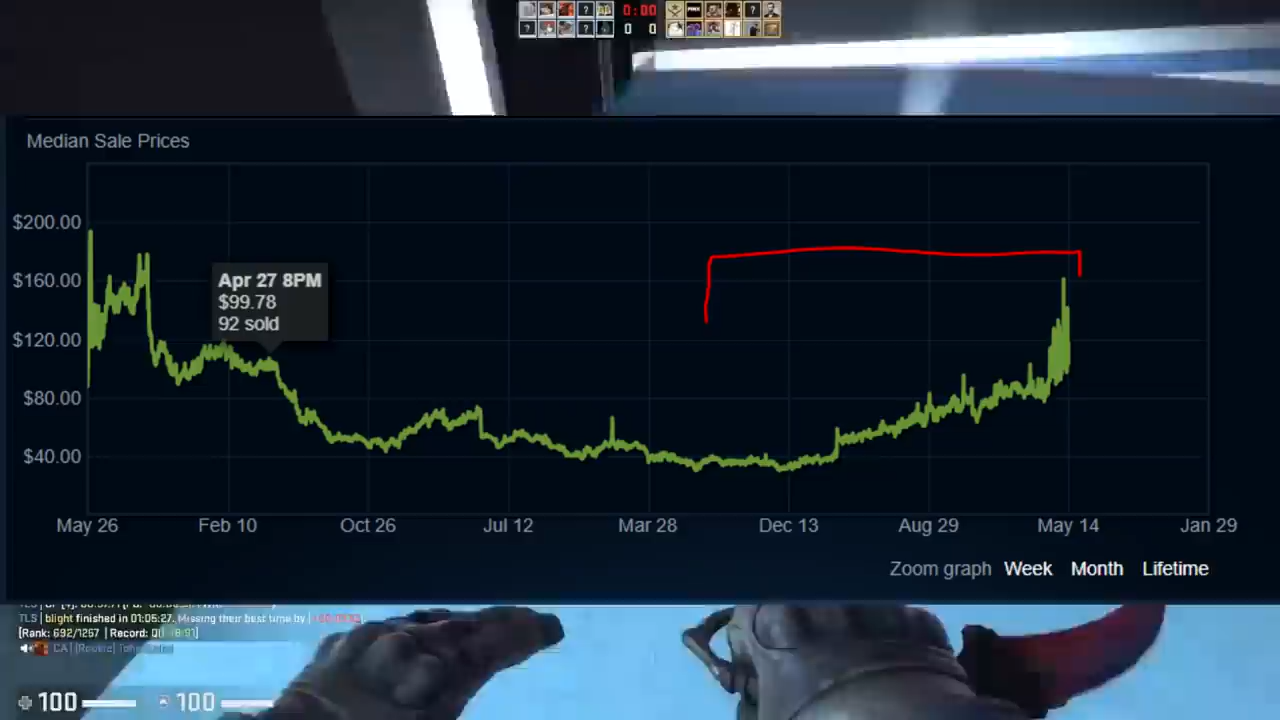 0:00
0 0
Median Sale Prices
$200.00
$160.00
$120.00
$80.00
$40.00
Apr 27 8PM
$99.78
92 sold
May 26 Feb 10 Oct 26 Jul 12 Mar 28 Dec 13 Aug 29 May 14 Jan 29
Zoom graph Week Month Lifetime
TLS | blight finished in 01:05:27. Missing their best time by
[Rank: 692/1257 | Record:
100 100